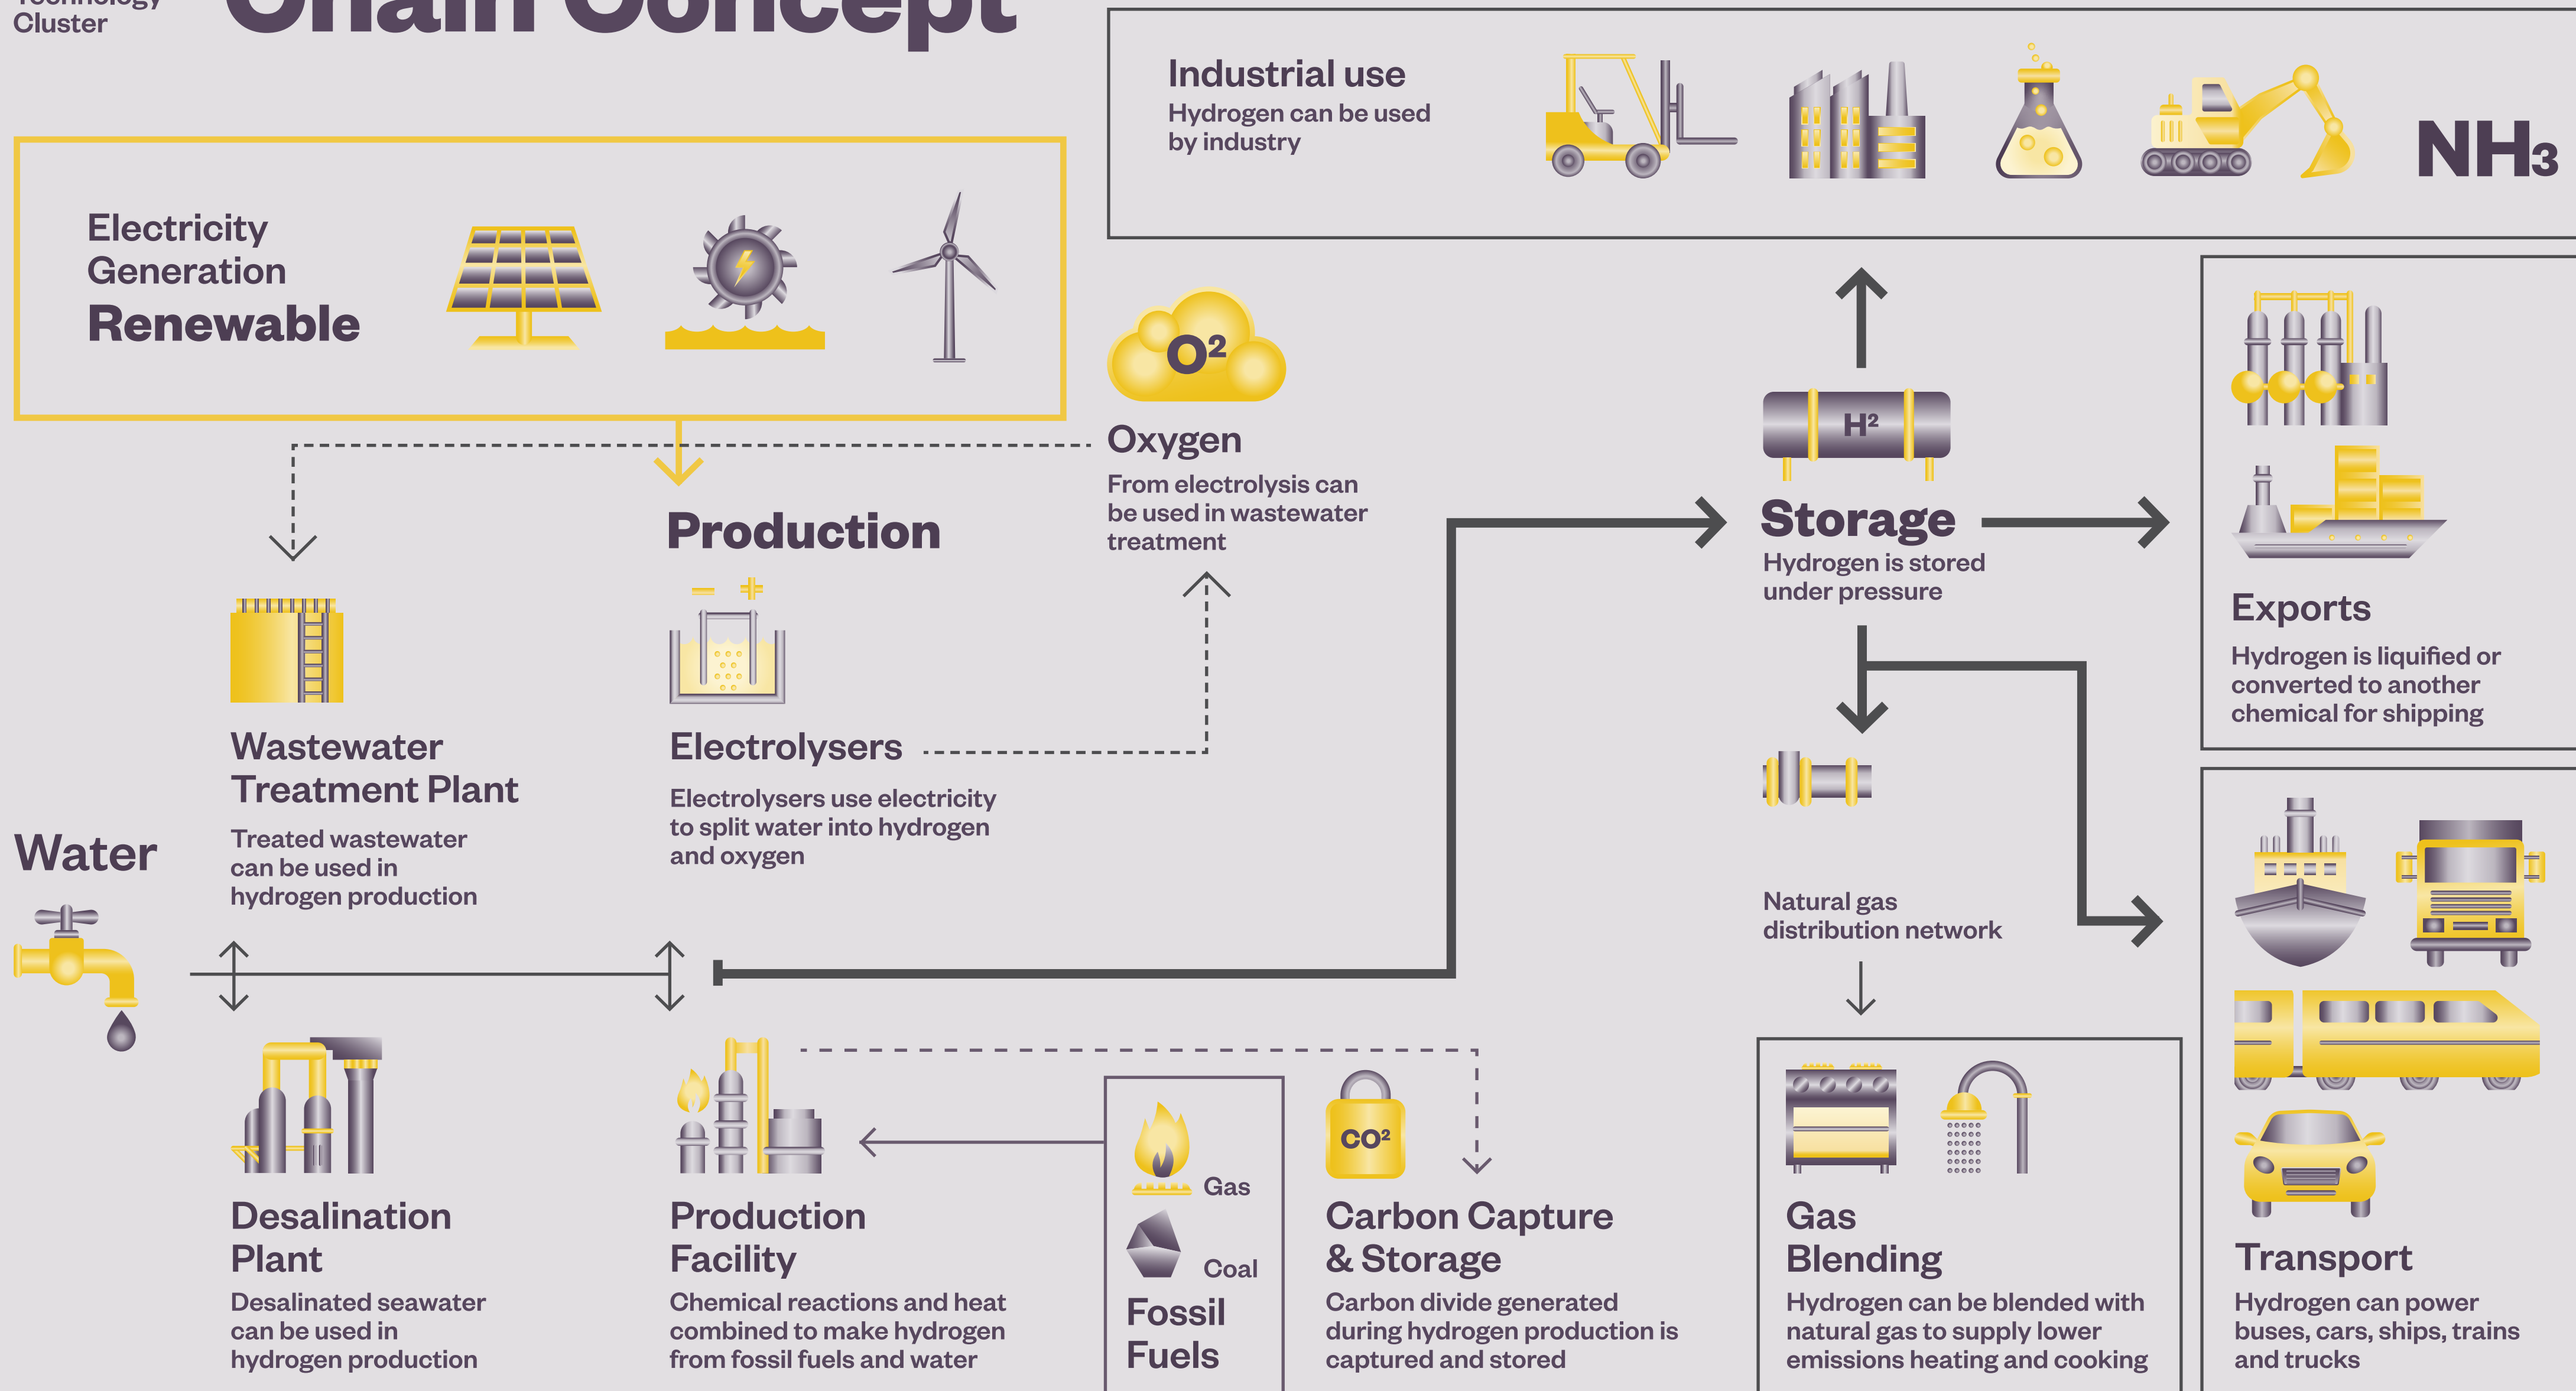 Technology
Cluster
Chain Concept
Industrial use
Hydrogen can be used
by industry
NH3
Electricity
Generation
Renewable
O²
Oxygen
From electrolysis can
be used in wastewater
treatment
H²
Storage
Hydrogen is stored
under pressure
Exports
Hydrogen is liquified or
converted to another
chemical for shipping
Production
Electrolysers
Electrolysers use electricity
to split water into hydrogen
and oxygen
Wastewater
Treatment Plant
Treated wastewater
can be used in
hydrogen production
Water
Natural gas
distribution network
Desalination
Plant
Desalinated seawater
can be used in
hydrogen production
Production
Facility
Chemical reactions and heat
combined to make hydrogen
from fossil fuels and water
Gas
Coal
Fossil
Fuels
CO²
Carbon Capture
& Storage
Carbon divide generated
during hydrogen production is
captured and stored
Gas
Blending
Hydrogen can be blended with
natural gas to supply lower
emissions heating and cooking
Transport
Hydrogen can power
buses, cars, ships, trains
and trucks